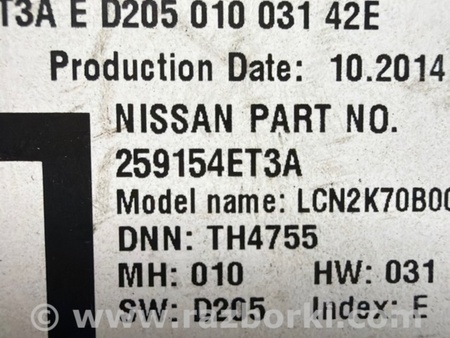 T3A E D205 010 031 42E
Production Date: 10.2014
NISSAN PART NO.
259154ET3A
Model name: LCN2K70B00
DNN: TH4755
MH: 010 HW: 031
SW: D205 Index: E
© www.razborki.com